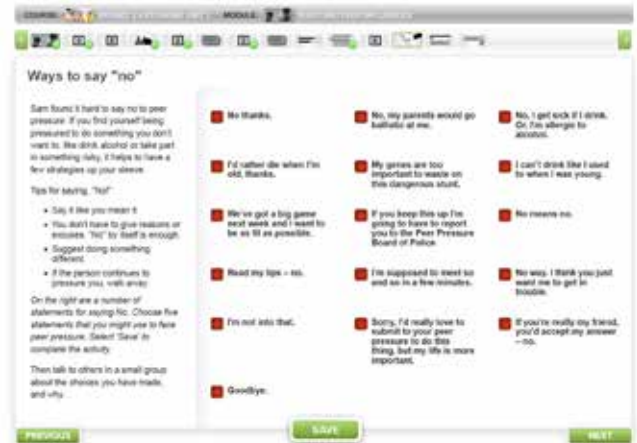 COURSE:
MODULE:
Ways to say "no"
Sam found it hard to say no to peer
pressure. If you find yourself being
pressured to do something you don't
want to, like drink alcohol or take part
in something risky, it helps to have a
few strategies up your sleeve.
Tips for saying, "No!"
Say it like you mean it
You don't have to give reasons or
excuses. "No" by itself is enough.
Suggest doing something
different.
If the person continues to
pressure you, walk away.
On the right are a number of
statements for saying No. Choose five
statements that you might use to face
peer pressure. Select 'Save' to
complete the activity.
Then talk to others in a small group
about the choices you have made,
and why...
No thanks.
No, my parents would go
ballistic at me.
No, I get sick if I drink.
Or, I'm allergic to
alcohol.
I'd rather die when I'm
old, thanks.
My genes are too
important to waste on
this dangerous stunt.
I can't drink like I used
to when I was young.
We've got a big game
next week and I want to
be as fit as possible.
If you keep this up I'm
going to have to report
you to the Peer Pressure
Board of Police
No means no.
Read my lips – no.
I'm supposed to meet so
and so in a few minutes.
No way. I think you just
want me to get in
trouble.
I'm not into that.
Sorry, I'd really love to
submit to your peer
pressure to do this
thing, but my life is more
important.
If you're really my friend,
you'd accept my answer
– no.
Goodbye.
PREVIOUS
SAVE
NEXT